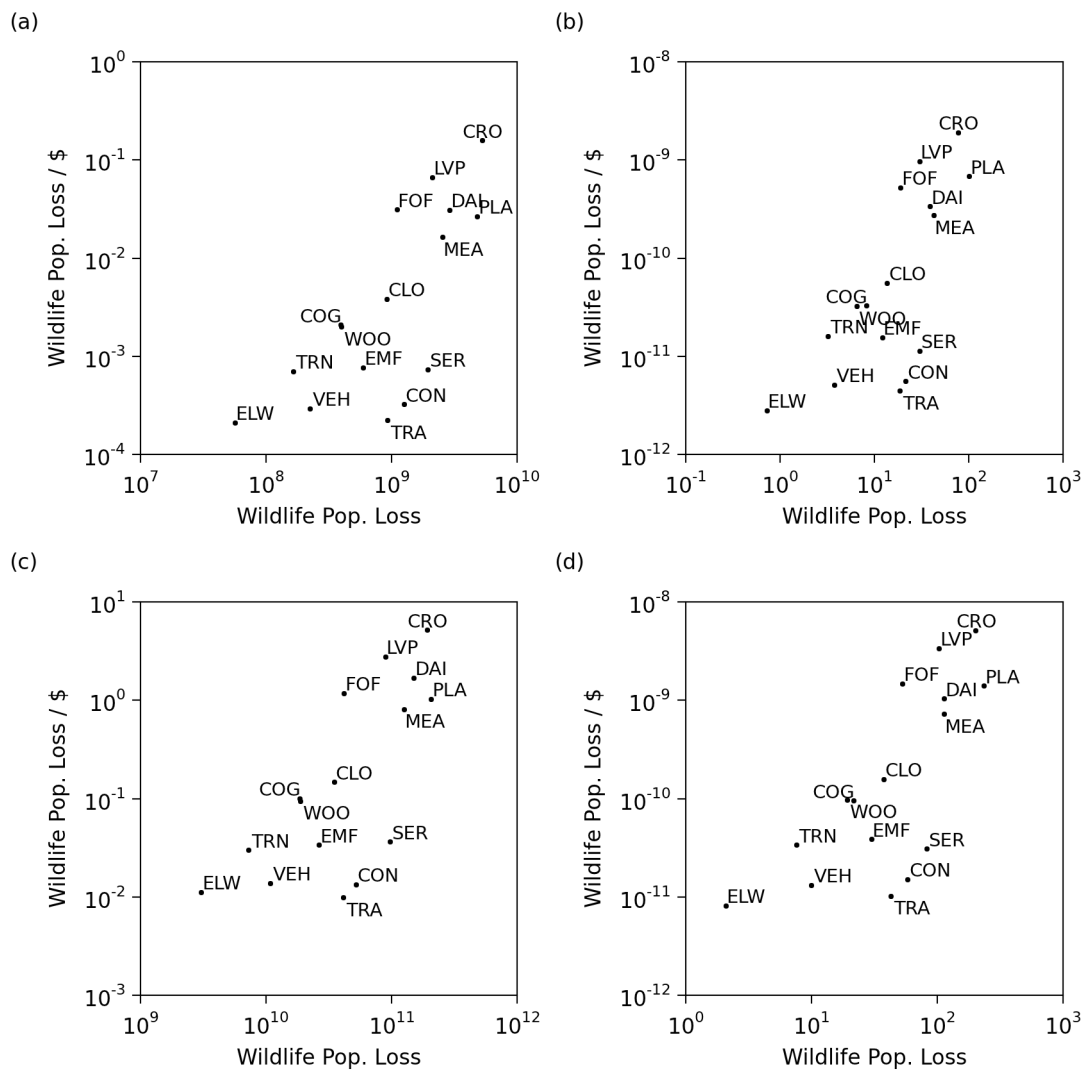 (a)
10^0
10^-1
10^-2
10^-3
10^-4
Wildlife Pop. Loss / $
CRO
LVP
FOF
DAI
PLA
MEA
CLO
COG
WOO
TRN
EMF
SER
VEH
CON
ELW
TRA
10^7
10^8
10^9
10^10
Wildlife Pop. Loss
(b)
10^-8
10^-9
10^-10
10^-11
10^-12
Wildlife Pop. Loss / $
CRO
LVP
PLA
FOF
DAI
MEA
CLO
COG
WOO
TRN
EMF
SER
VEH
CON
ELW
TRA
10^-1
10^0
10^1
10^2
10^3
Wildlife Pop. Loss
(c)
10^1
10^0
10^-1
10^-2
10^-3
Wildlife Pop. Loss / $
CRO
LVP
DAI
FOF
PLA
MEA
CLO
COG
WOO
TRN
EMF
SER
VEH
CON
ELW
TRA
10^9
10^10
10^11
10^12
Wildlife Pop. Loss
(d)
10^-8
10^-9
10^-10
10^-11
10^-12
Wildlife Pop. Loss / $
CRO
LVP
FOF
PLA
DAI
MEA
CLO
COG
WOO
TRN
EMF
SER
VEH
CON
ELW
TRA
10^0
10^1
10^2
10^3
Wildlife Pop. Loss